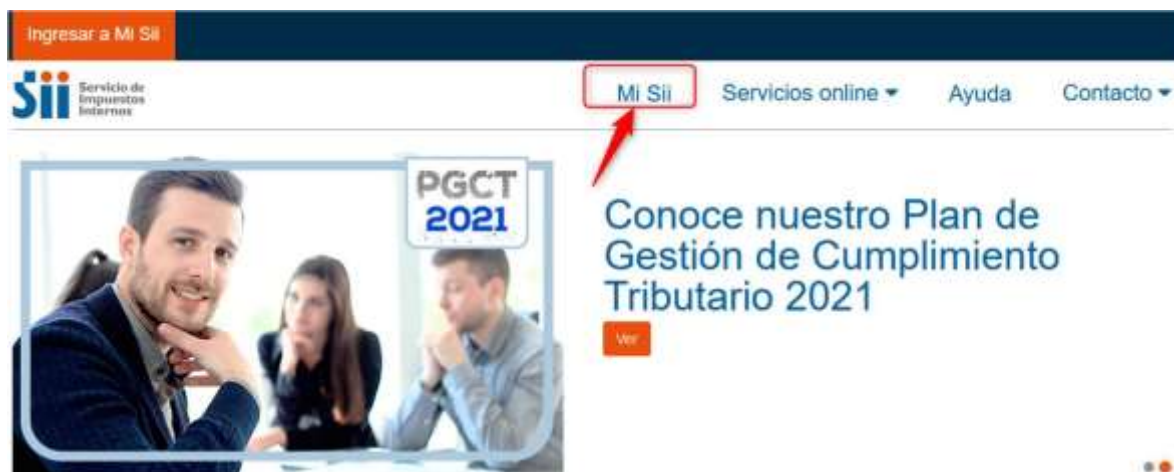 Ingresar a Mi Sii
Sii Servicio de
Impuestos
Internos
Mi Sii Servicios online Ayuda Contacto
PGCT
2021
Conoce nuestro Plan de
Gestión de Cumplimiento
Tributario 2021
Ver